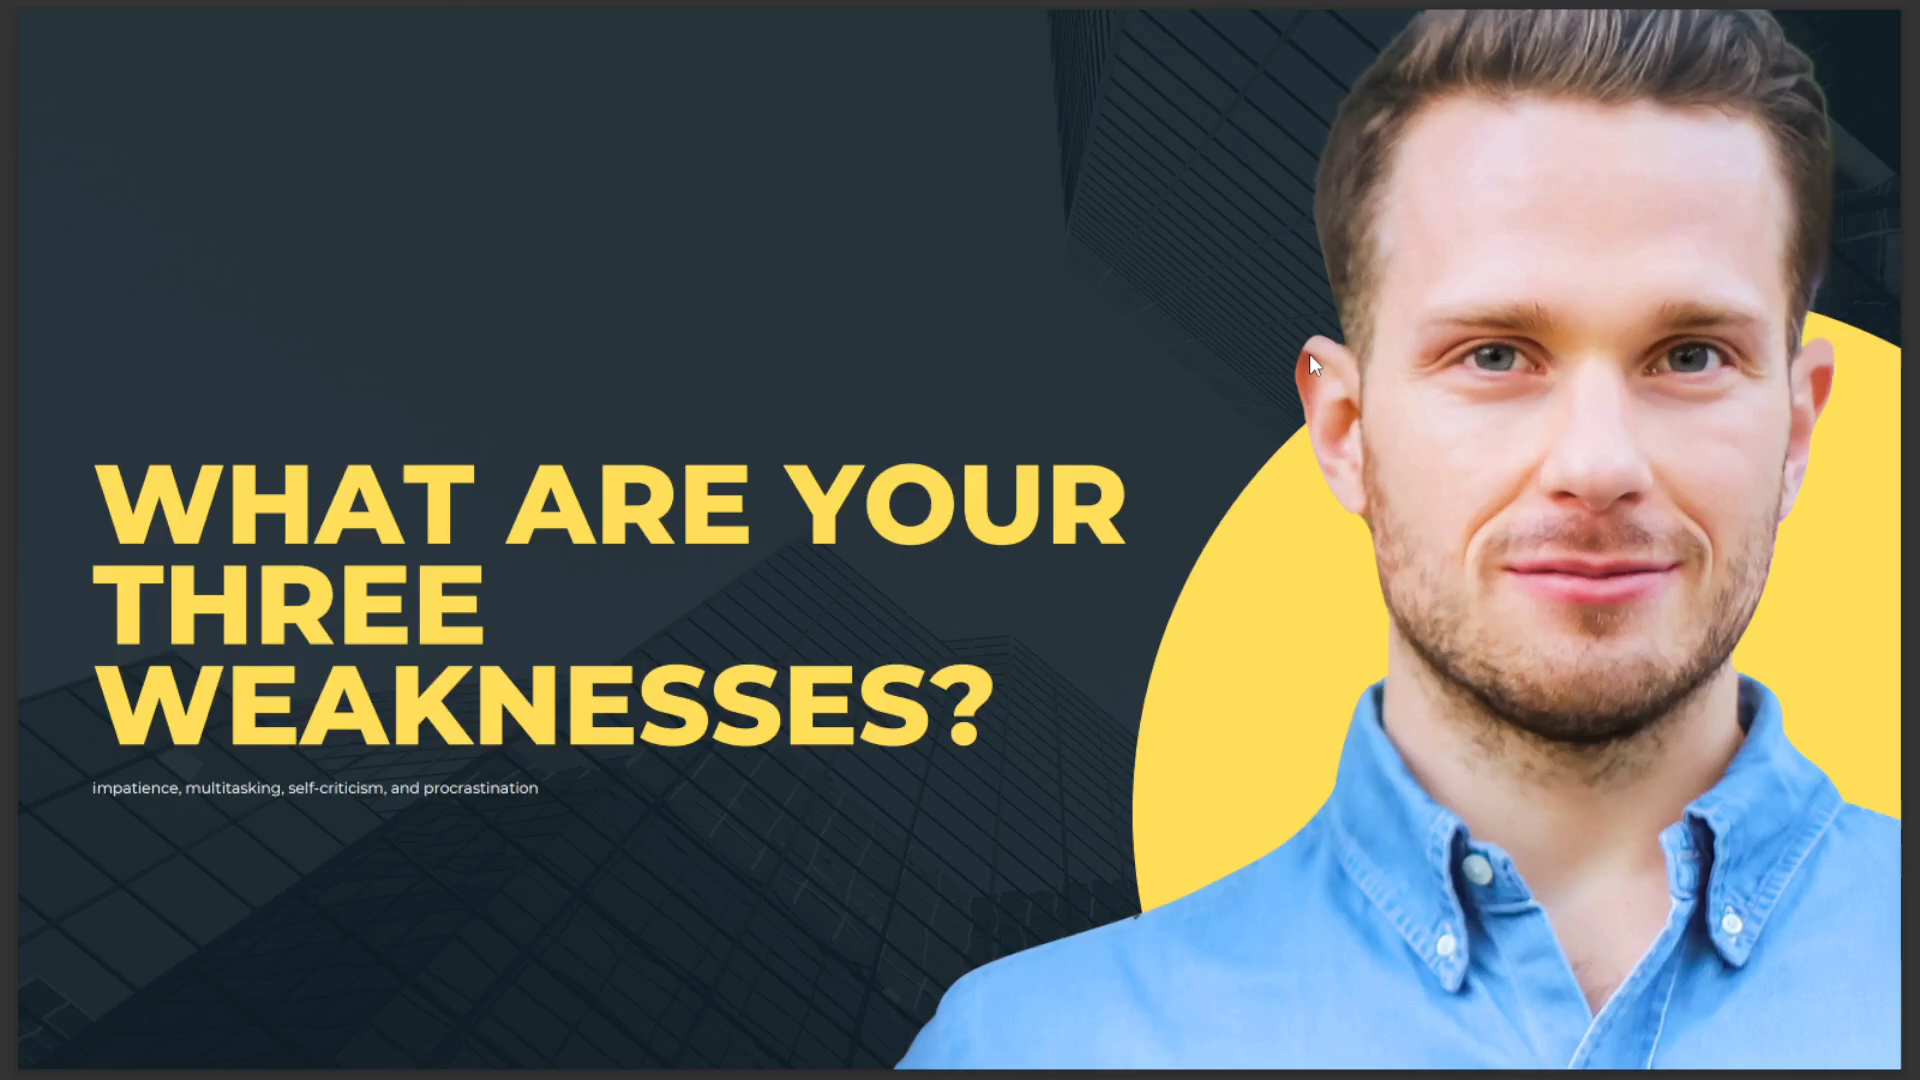 WHAT ARE YOUR
THREE
WEAKNESSES?
impatience, multitasking, self-criticism, and procrastination